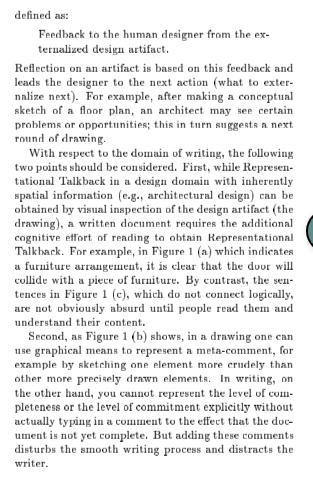 defined as:
Feedback to the human designer from the ex-
ternalized design artifact.
Reflection on an artifact is based on this feedback and
leads the designer to the next action (what to exter-
nalize next). For example, after making a conceptual
sketch of a floor plan, an architect may see certain
problems or opportunities; this in turn suggests a next
round of drawing.
With respect to the domain of writing, the following
two points should be considered. First, while Represen-
tational Talkback in a design domain with inherently
spatial information (e.g., architectural design) can be
obtained by visual inspection of the design artifact (the
drawing), a written document requires the additional
cognitive effort of reading to obtain Representational
Talkback. For example, in Figure 1 (a) which indicates
a furniture arrangement, it is clear that the door will
collide with a piece of furniture. By contrast, the sen-
tences in Figure 1 (c), which do not connect logically,
are not obviously absurd until people read them and
understand their content.
Second, as Figure 1 (b) shows, in a drawing one can
use graphical means to represent a meta-comment, for
example by sketching one element more crudely than
other more precisely drawn elements. In writing, on
the other hand, you cannot represent the level of com-
pleteness or the level of commitment explicitly without
actually typing in a comment to the effect that the doc-
ument is not yet complete. But adding these comments
disturbs the smooth writing process and distracts the
writer.